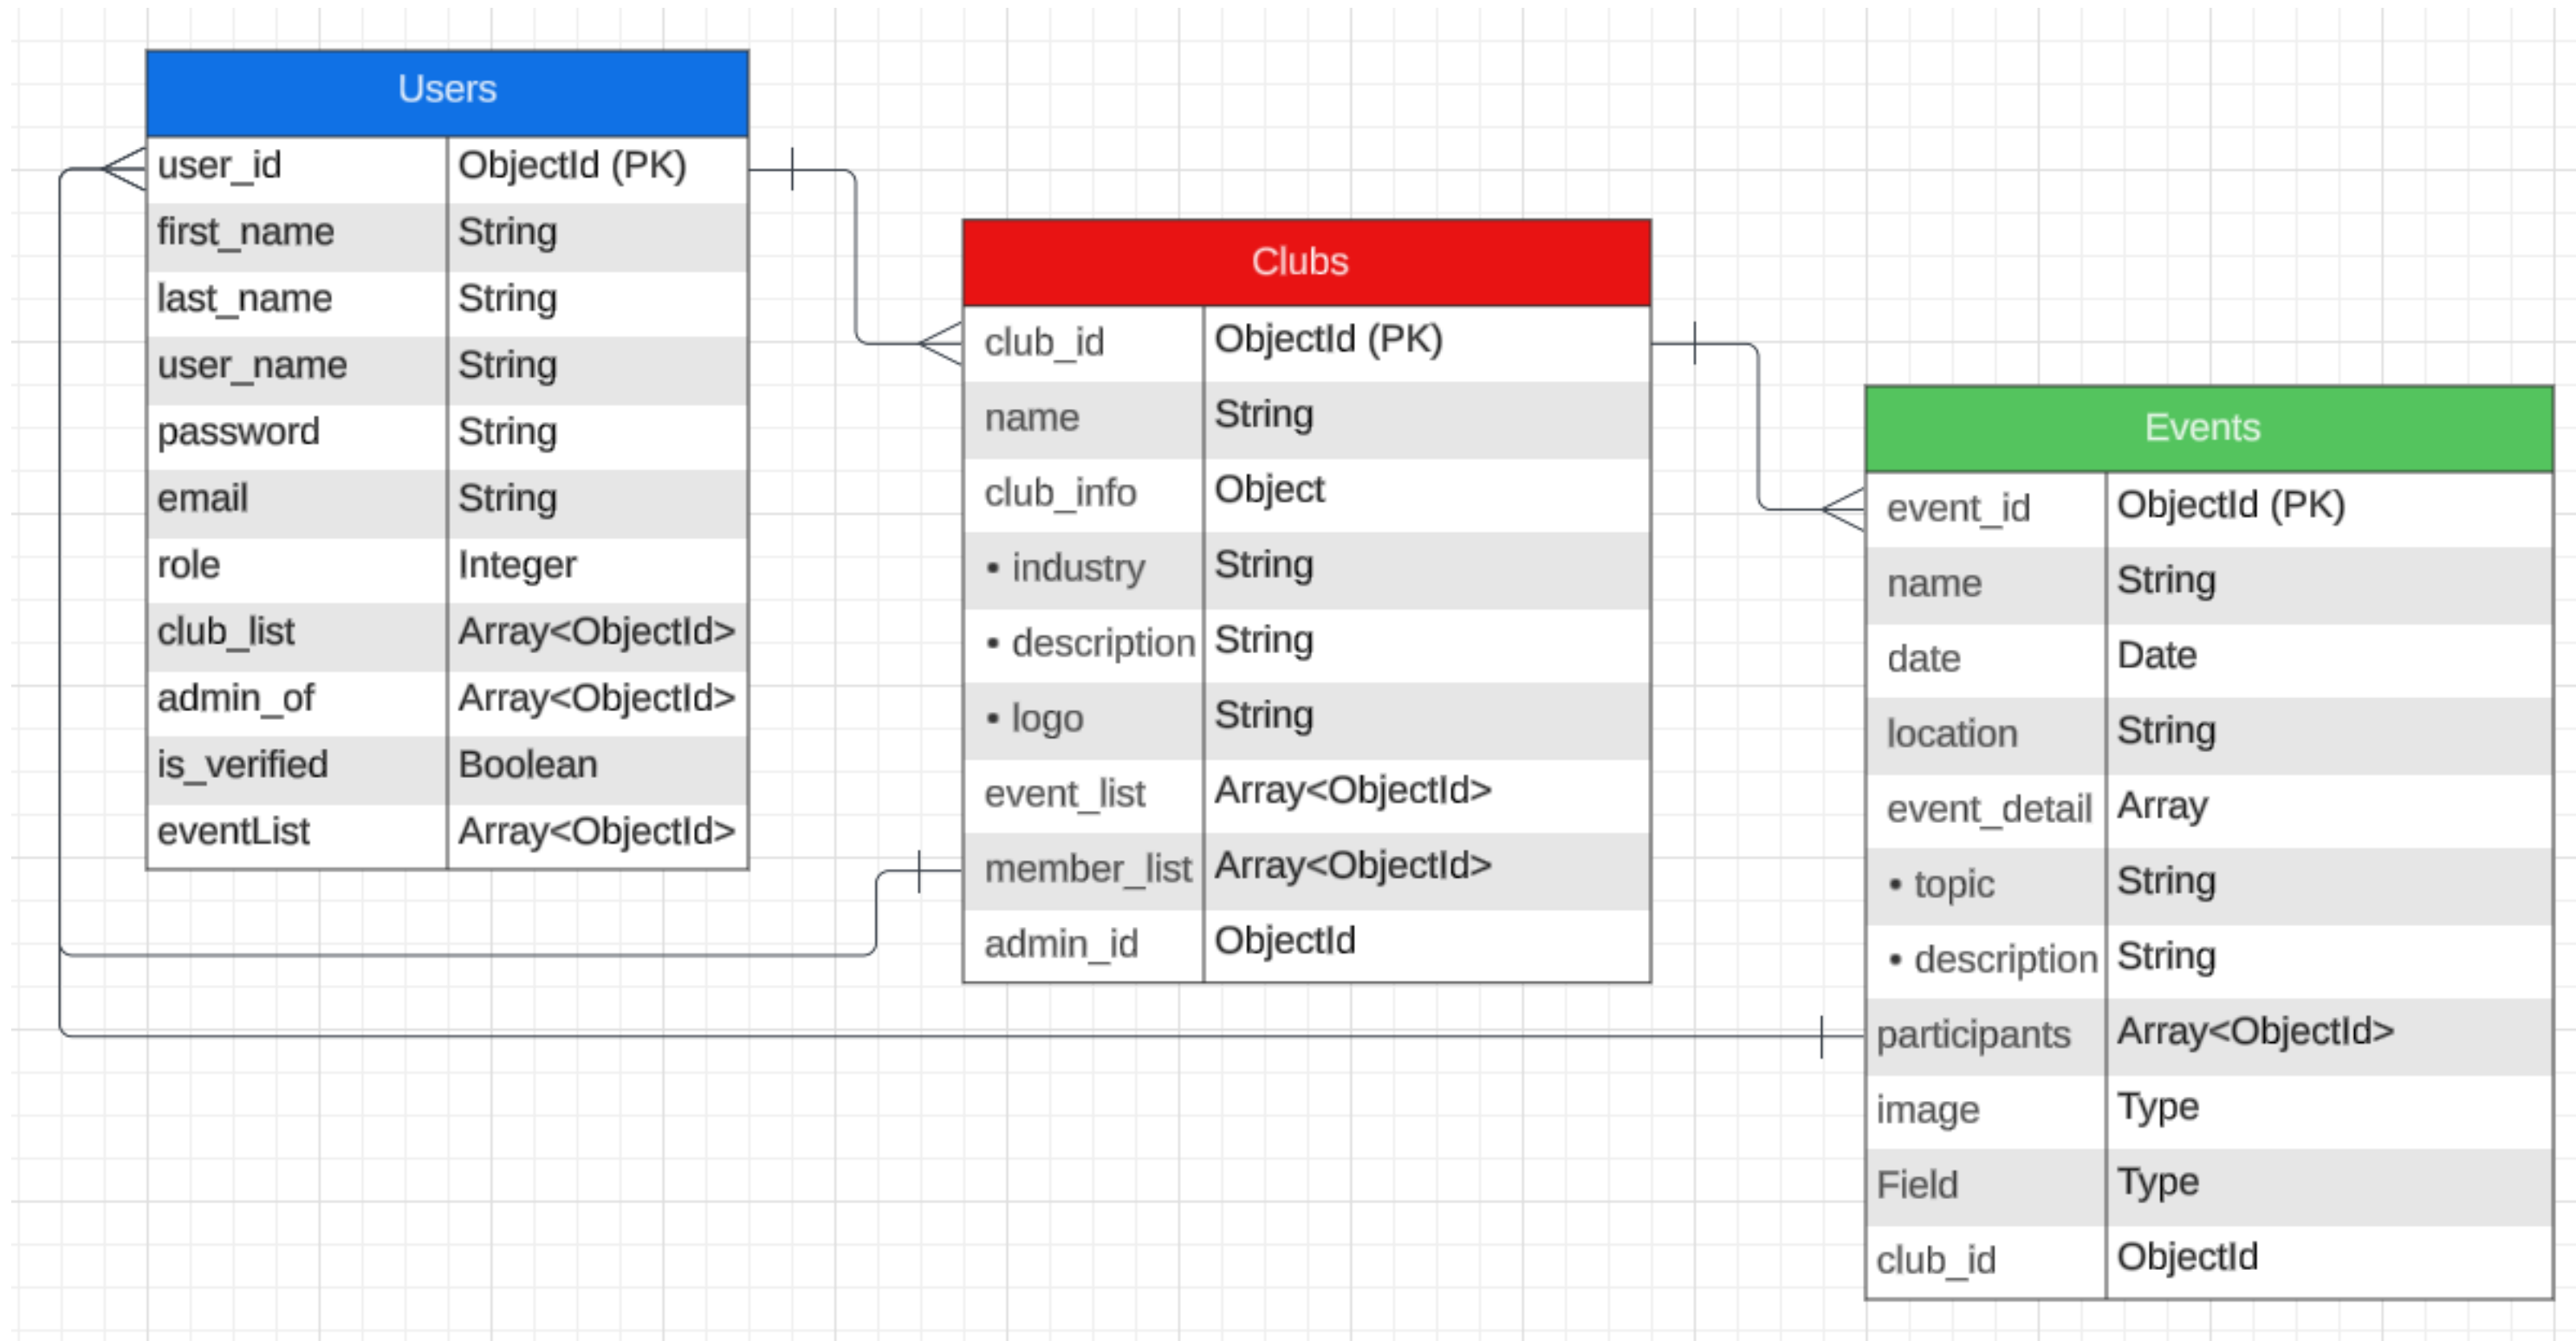 Users
user_id ObjectId (PK)
first_name String
last_name String
user_name String
password String
email String
role Integer
club_list Array<ObjectId>
admin_of Array<ObjectId>
is_verified Boolean
eventList Array<ObjectId>
Clubs
club_id ObjectId (PK)
name String
club_info Object
• industry String
• description String
• logo String
event_list Array<ObjectId>
member_list Array<ObjectId>
admin_id ObjectId
Events
event_id ObjectId (PK)
name String
date Date
location String
event_detail Array
• topic String
• description String
participants Array<ObjectId>
image Type
Field Type
club_id ObjectId